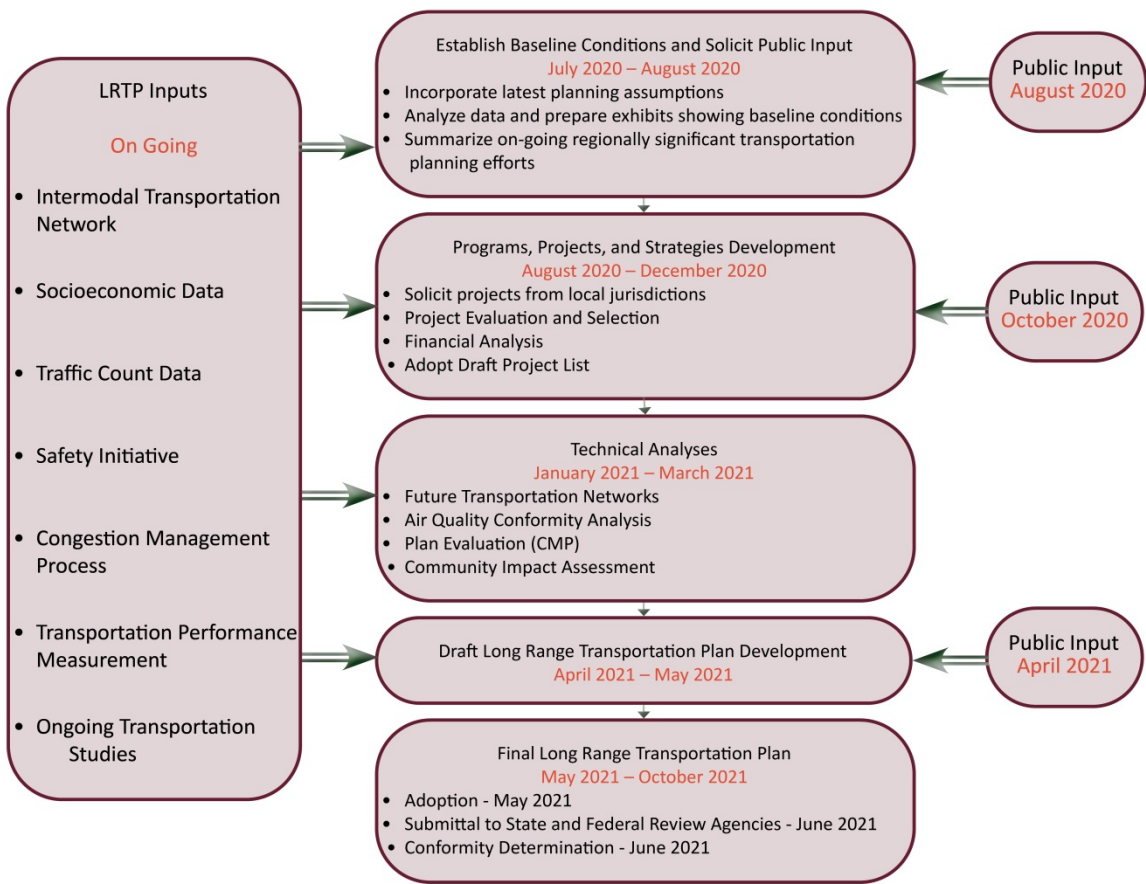 LRTP Inputs
On Going
• Intermodal Transportation
Network
• Socioeconomic Data
• Traffic Count Data
• Safety Initiative
• Congestion Management
Process
• Transportation Performance
Measurement
• Ongoing Transportation
Studies
Establish Baseline Conditions and Solicit Public Input
July 2020 – August 2020
• Incorporate latest planning assumptions
• Analyze data and prepare exhibits showing baseline conditions
• Summarize on-going regionally significant transportation
planning efforts
Public Input
August 2020
Programs, Projects, and Strategies Development
August 2020 – December 2020
• Solicit projects from local jurisdictions
• Project Evaluation and Selection
• Financial Analysis
• Adopt Draft Project List
Public Input
October 2020
Technical Analyses
January 2021 – March 2021
• Future Transportation Networks
• Air Quality Conformity Analysis
• Plan Evaluation (CMP)
• Community Impact Assessment
Draft Long Range Transportation Plan Development
April 2021 – May 2021
Public Input
April 2021
Final Long Range Transportation Plan
May 2021 – October 2021
• Adoption - May 2021
• Submittal to State and Federal Review Agencies - June 2021
• Conformity Determination - June 2021